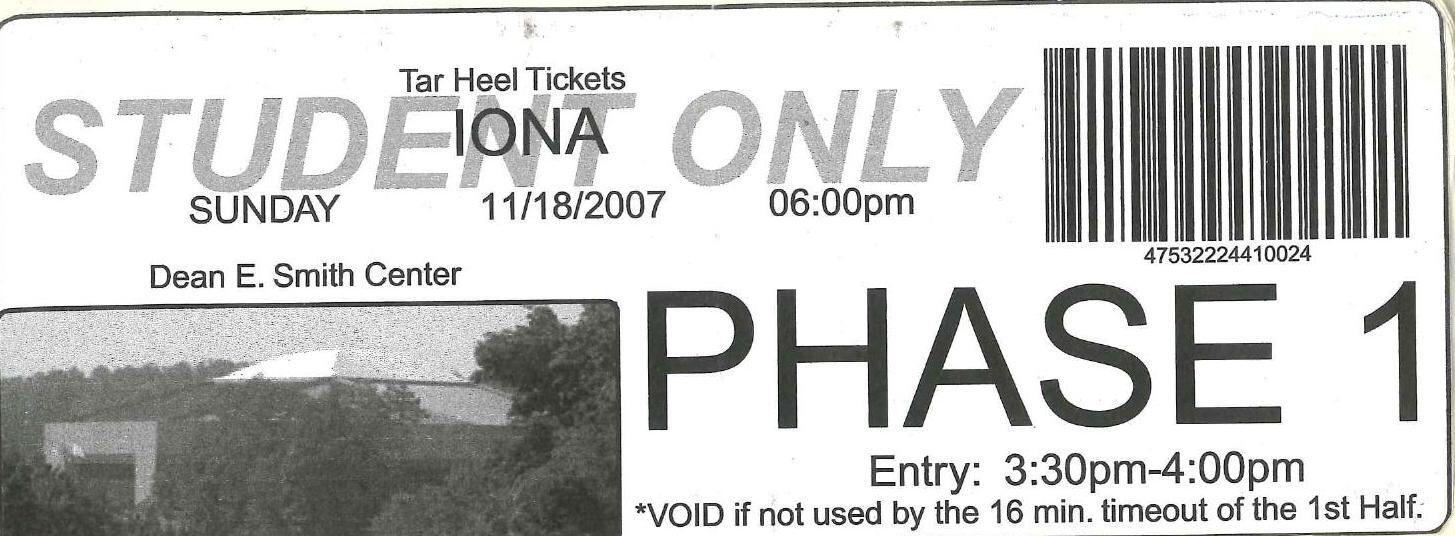 Tar Heel Tickets
STUDENT ONLY
IONA
SUNDAY 11/18/2007 06:00pm
47532224410024
Dean E. Smith Center
PHASE 1
Entry: 3:30pm-4:00pm
*VOID if not used by the 16 min. timeout of the 1st Half.